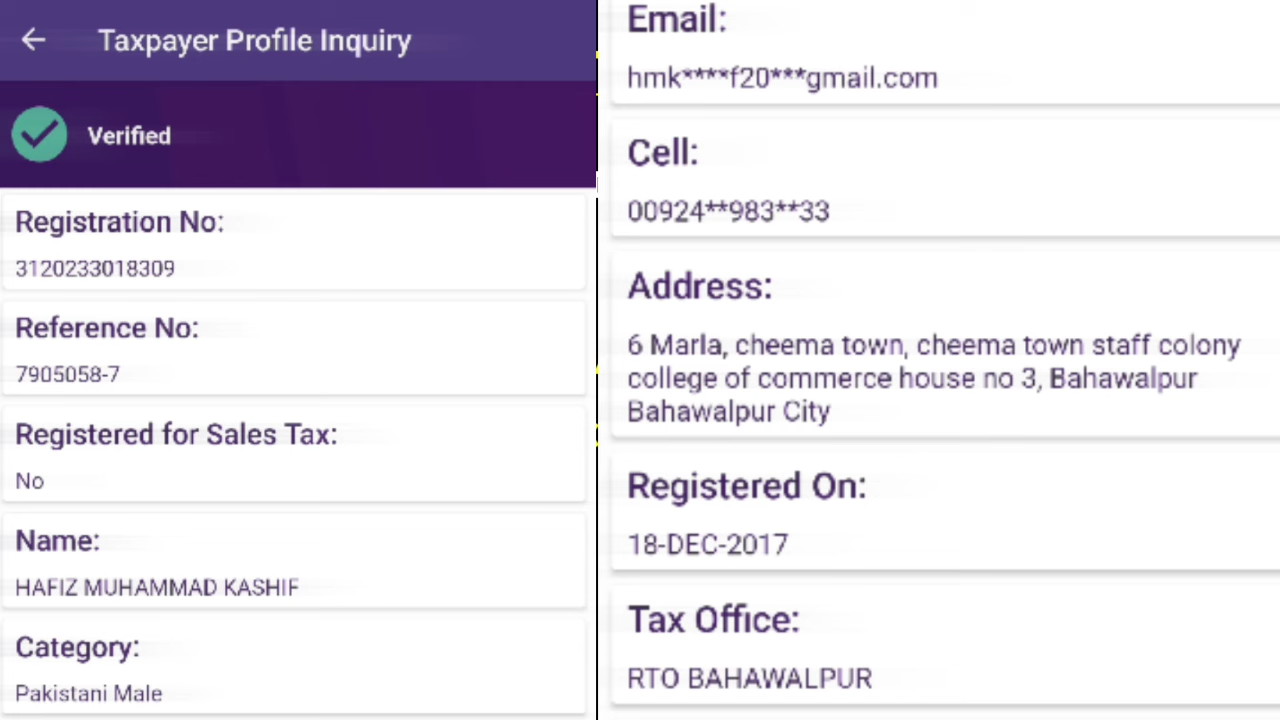 Taxpayer Profile Inquiry
Verified
Registration No:
3120233018309
Reference No:
7905058-7
Registered for Sales Tax:
No
Name:
HAFIZ MUHAMMAD KASHIF
Category:
Pakistani Male
Email:
hmk****f20***gmail.com
Cell:
00924**983**33
Address:
6 Marla, cheema town, cheema town staff colony
college of commerce house no 3, Bahawalpur
Bahawalpur City
Registered On:
18-DEC-2017
Tax Office:
RTO BAHAWALPUR